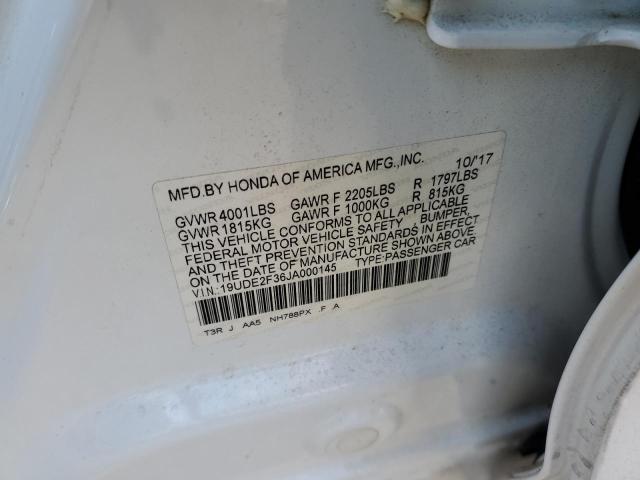 MFD.BY HONDA OF AMERICA MFG.,INC. 10/'17
GVWR 4001LBS GAWR F 2205LBS R 1797LBS
GVWR 1815KG GAWR F 1000KG R 815KG
THIS VEHICLE CONFORMS TO ALL APPLICABLE
FEDERAL MOTOR VEHICLE SAFETY BUMPER,
AND THEFT PREVENTION STANDARDS IN EFFECT
ON THE DATE OF MANUFACTURE SHOWN ABOVE.
V.I.N.:19UDE2F36JA000145 TYPE:PASSENGER CAR
T3R J AA5 NH788PX .F A